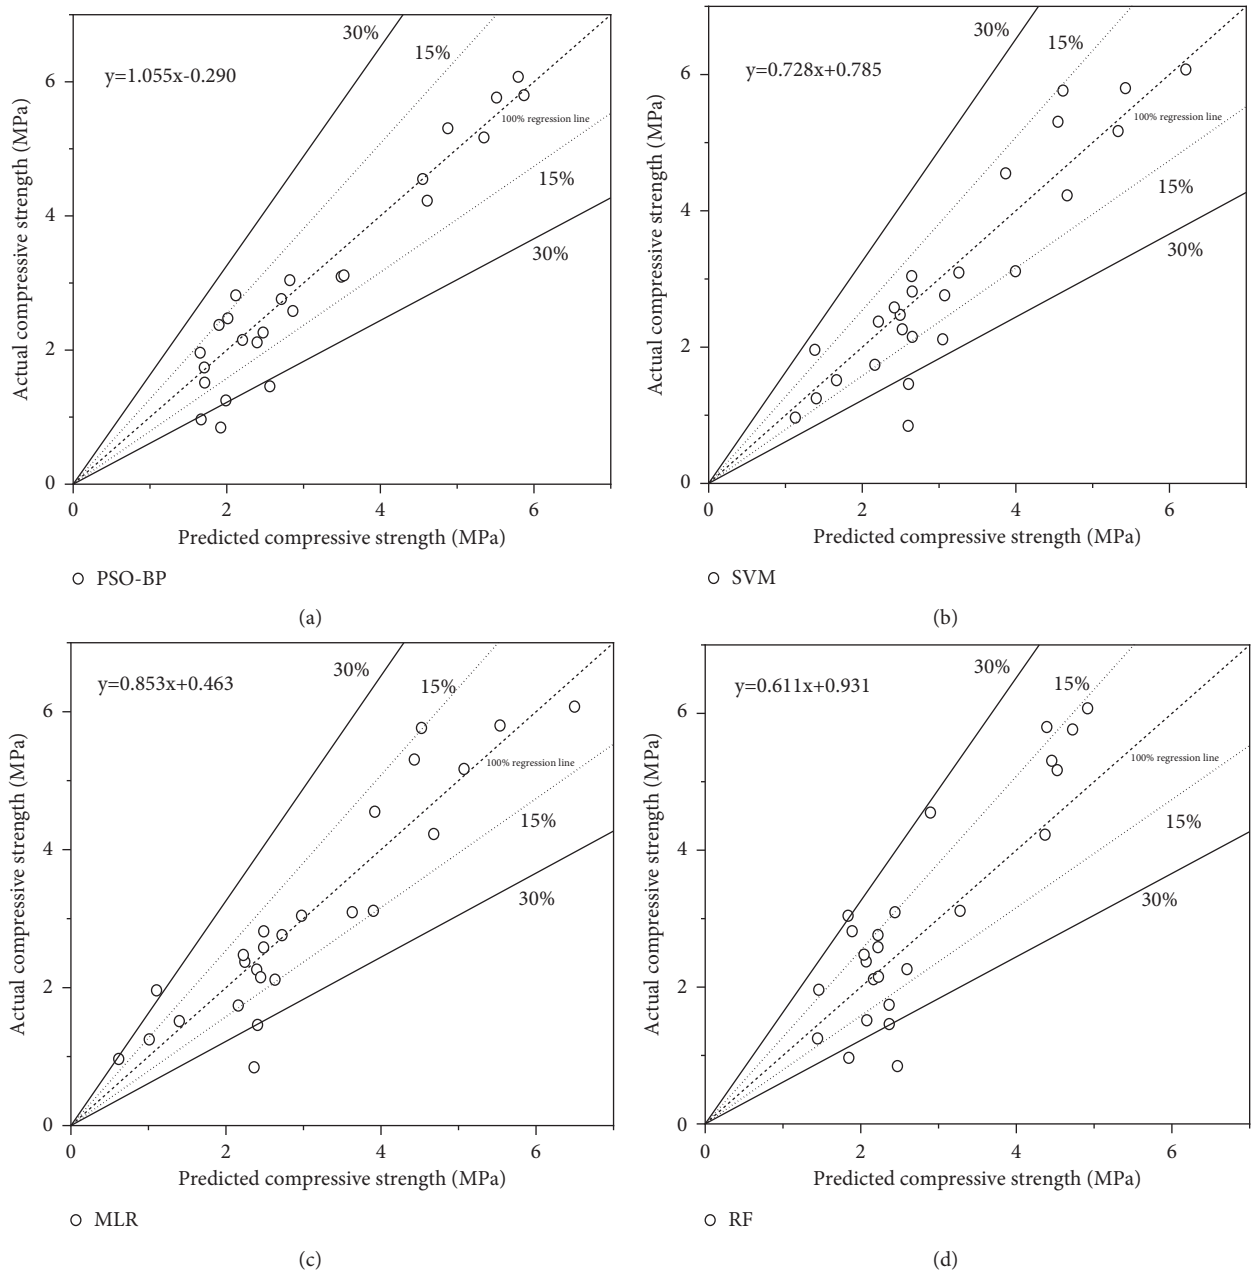 30%
15%
y=1.055x-0.290
6
100% regression line
15%
4
30%
2
0
0
2
4
6
Actual compressive strength (MPa)
Predicted compressive strength (MPa)
PSO-BP
(a)
30%
15%
y=0.728x+0.785
6
100% regression line
15%
4
30%
2
0
0
2
4
6
Actual compressive strength (MPa)
Predicted compressive strength (MPa)
SVM
(b)
30%
15%
y=0.853x+0.463
6
100% regression line
15%
4
30%
2
0
0
2
4
6
Actual compressive strength (MPa)
Predicted compressive strength (MPa)
MLR
(c)
30%
15%
y=0.611x+0.931
6
100% regression line
15%
4
30%
2
0
0
2
4
6
Actual compressive strength (MPa)
Predicted compressive strength (MPa)
RF
(d)